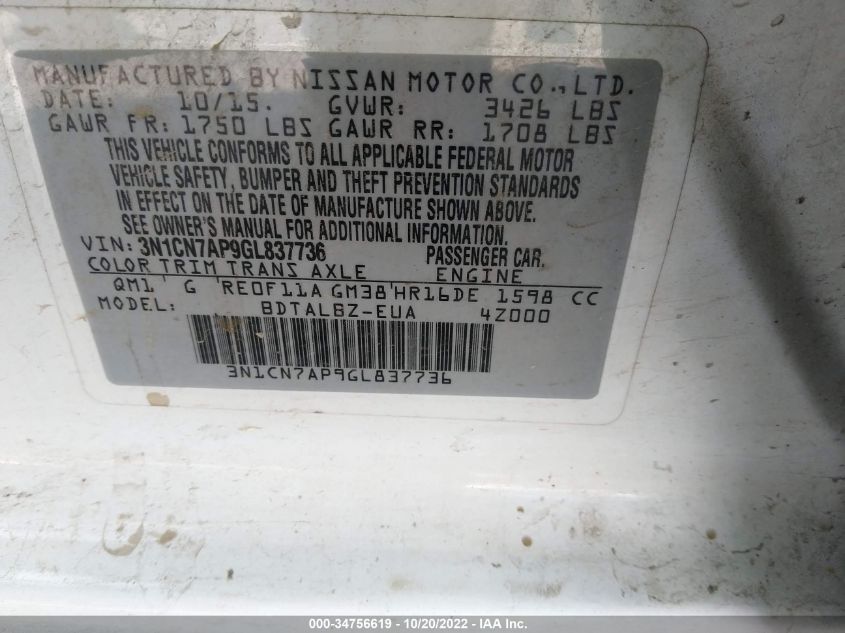 MANUFACTURED BY NISSAN MOTOR CO.,LTD.
DATE: 10/15. GVWR: 3426 LBS
GAWR FR: 1750 LBS GAWR RR: 1708 LBS
THIS VEHICLE CONFORMS TO ALL APPLICABLE FEDERAL MOTOR
VEHICLE SAFETY, BUMPER AND THEFT PREVENTION STANDARDS
IN EFFECT ON THE DATE OF MANUFACTURE SHOWN ABOVE.
SEE OWNER'S MANUAL FOR ADDITIONAL INFORMATION.
VIN: 3N1CN7AP9GL837736 PASSENGER CAR.
COLOR TRIM TRANS AXLE ENGINE
QM1 G RE0F11A GM38 HR16DE 1598 CC
MODEL: BDTALBZ-EUA 4Z000
3N1CN7AP9GL837736
000-34756619 - 10/20/2022 - IAA Inc.